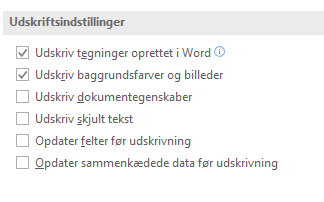 Udskriftsindstillinger
Udskriv tegninger oprettet i Word
Udskriv baggrundsfarver og billeder
Udskriv dokumentegenskaber
Udskriv skjult tekst
Opdater felter før udskrivning
Opdater sammenkædede data før udskrivning